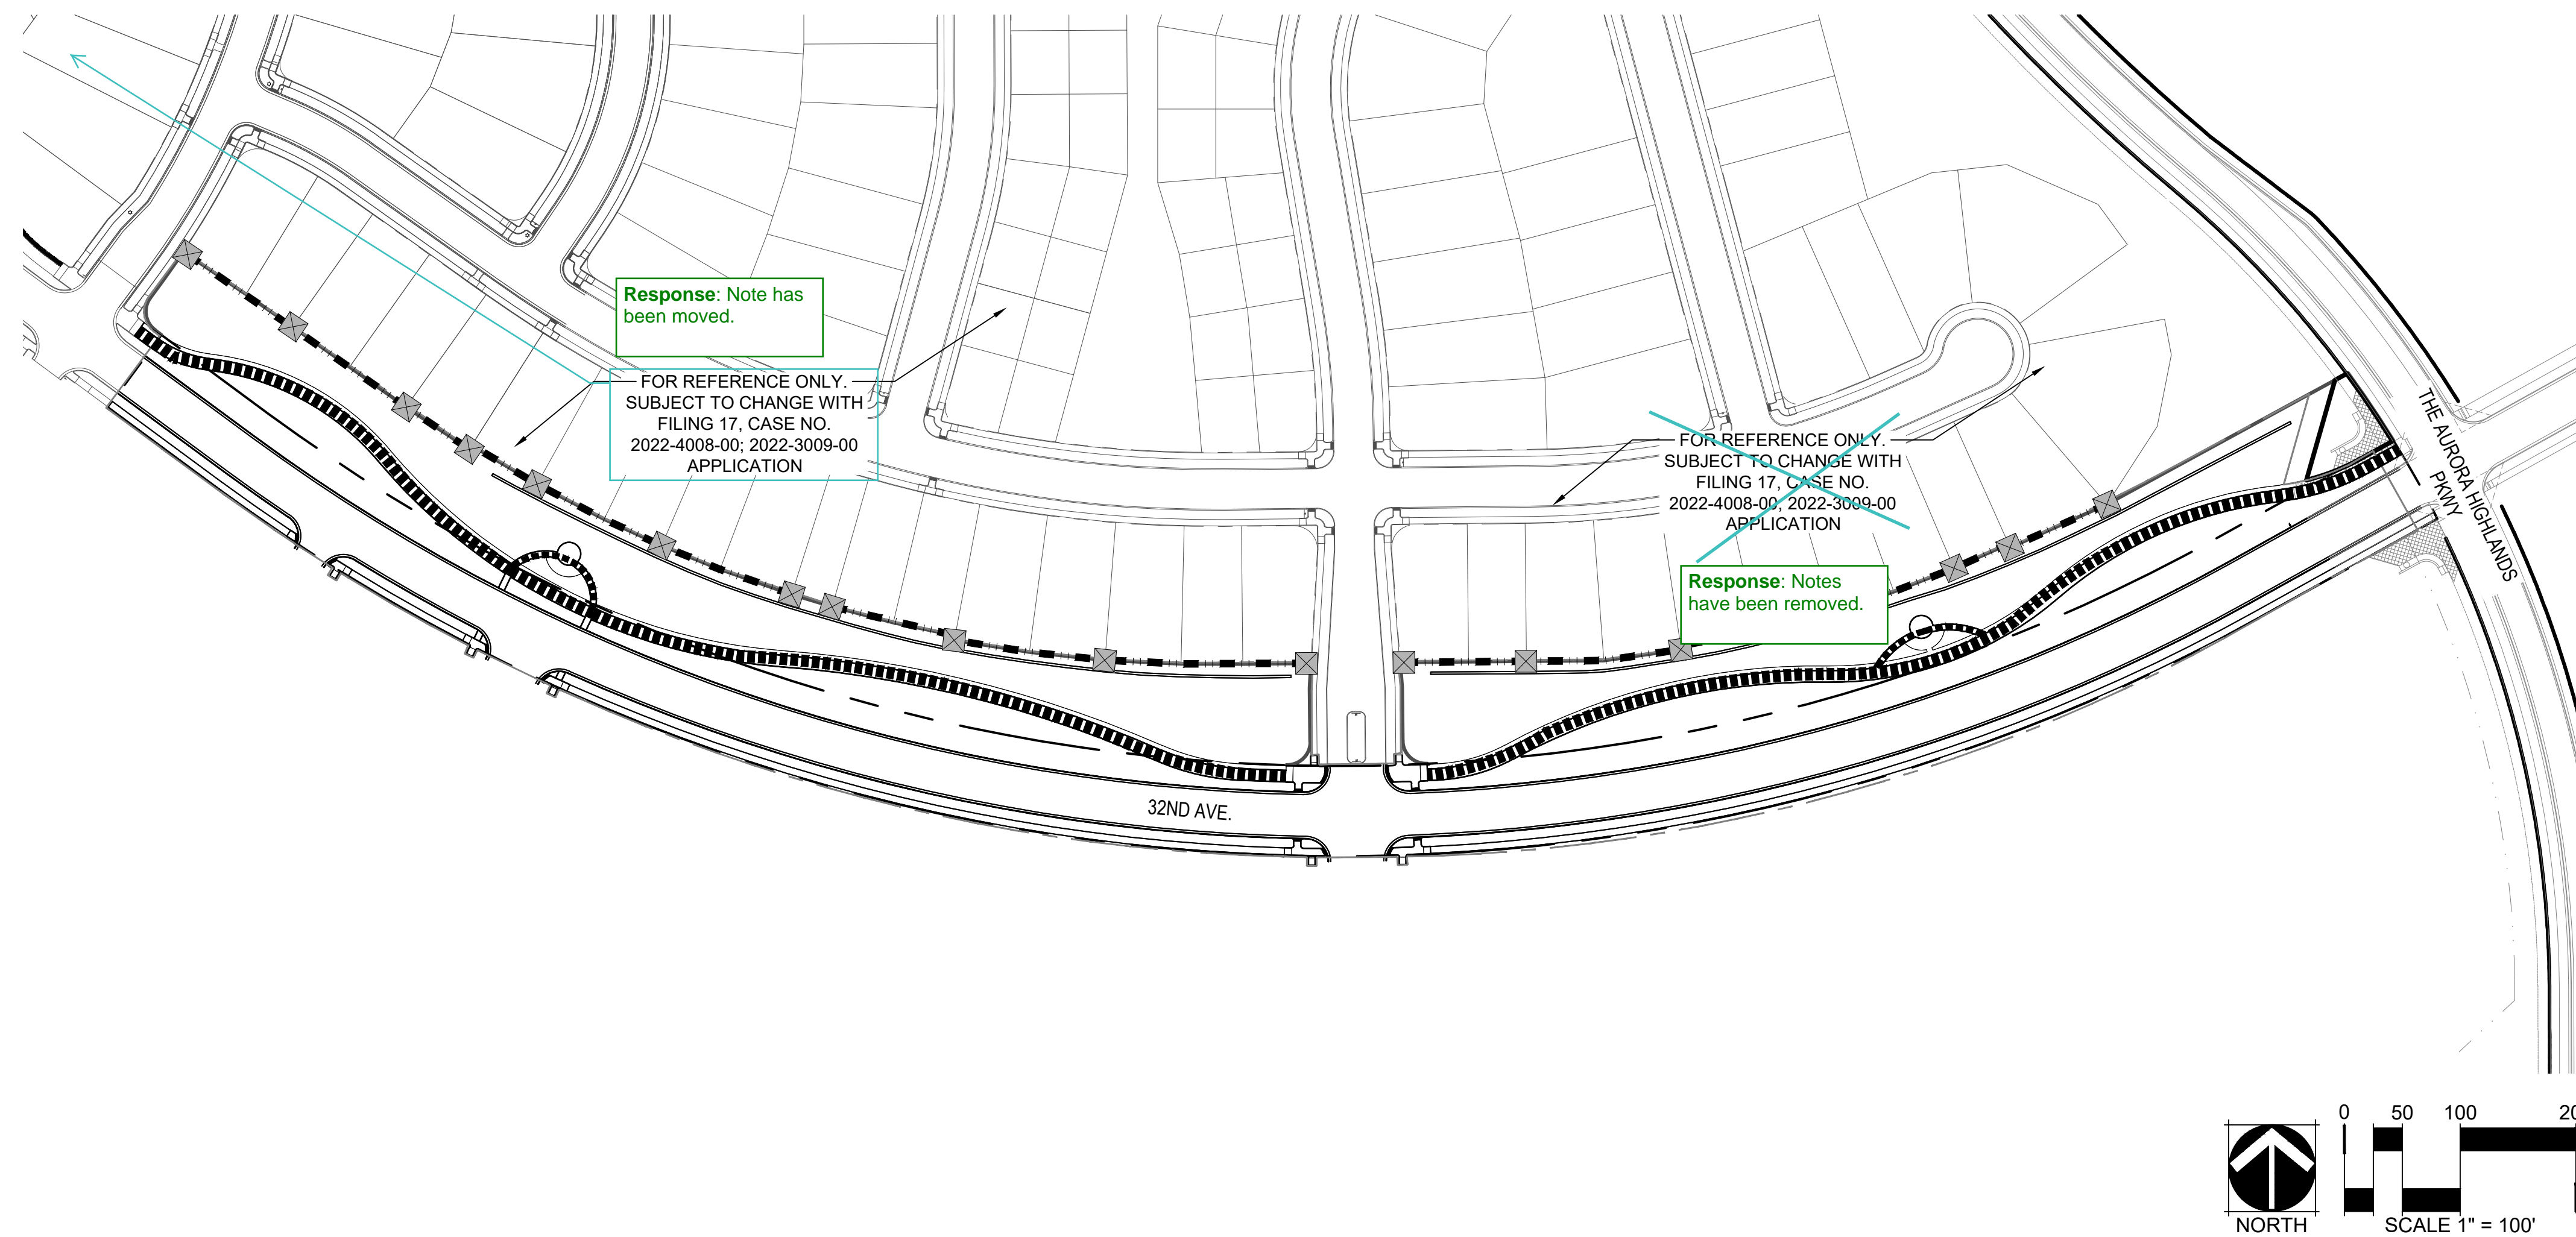 Response: Note has
been moved.
FOR REFERENCE ONLY.
SUBJECT TO CHANGE WITH
FILING 17, CASE NO.
2022-4008-00; 2022-3009-00
APPLICATION
FOR REFERENCE ONLY.
SUBJECT TO CHANGE WITH
FILING 17, CASE NO.
2022-4008-00; 2022-3009-00
APPLICATION
Response: Notes
have been removed.
THE AURORA HIGHLANDS
PKWY
32ND AVE.
0 50 100
NORTH
SCALE 1" = 100'